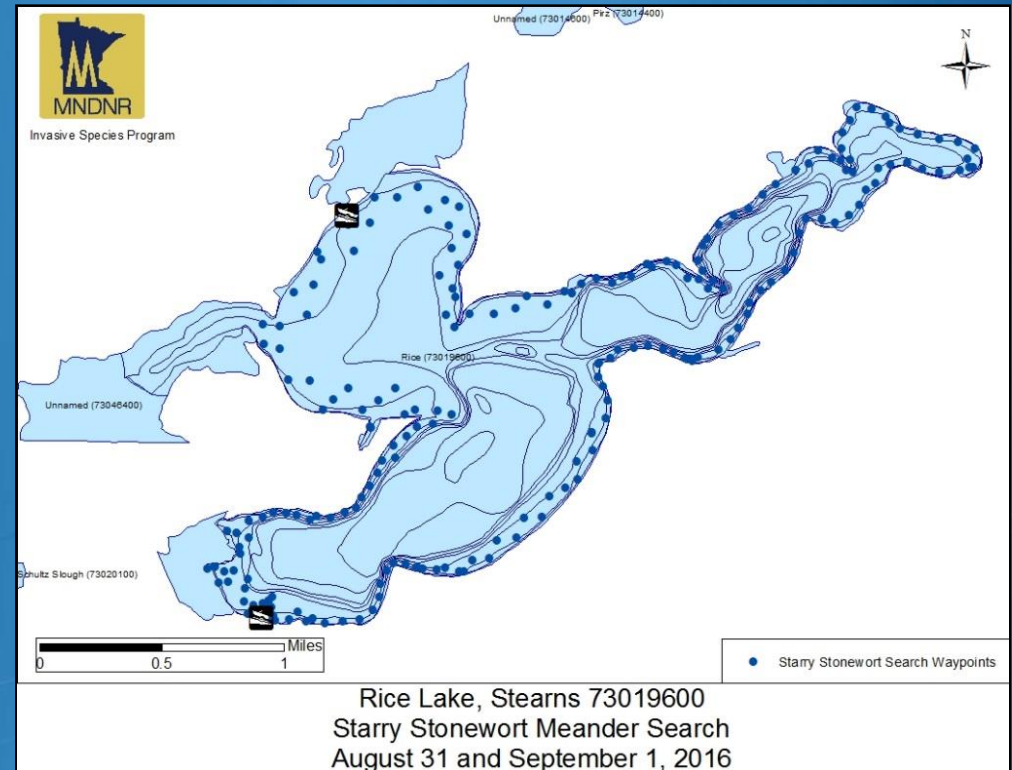 Unnamed (73014600)
Pirz (73014400)
N
MNDNR
Invasive Species Program
Rice (73019600)
Unnamed (73046400)
Schultz Slough (73020100)
Miles
0 0.5 1
Starry Stonewort Search Waypoints
Rice Lake, Stearns 73019600
Starry Stonewort Meander Search
August 31 and September 1, 2016